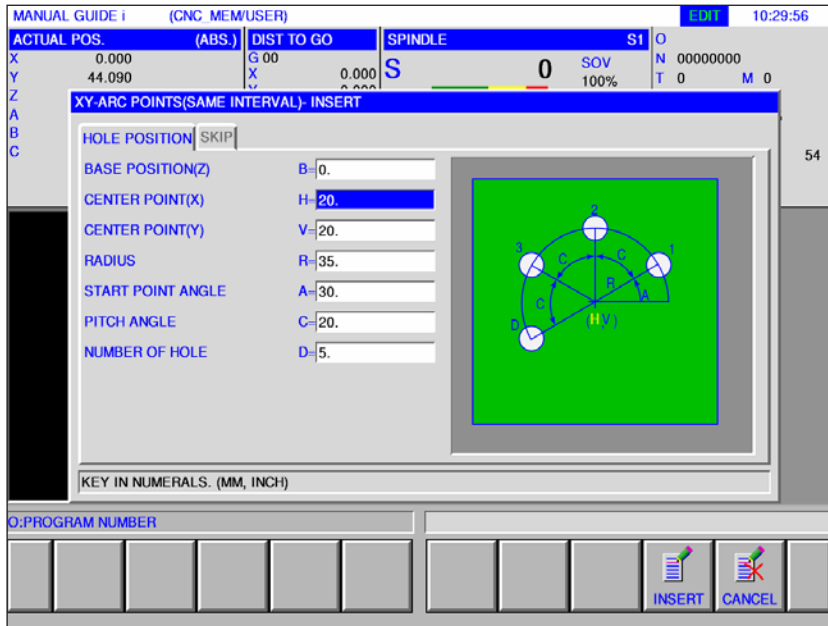 MANUAL GUIDE i (CNC_MEM/USER) EDIT 10:29:56
ACTUAL POS. (ABS.) DIST TO GO SPINDLE S1 O
X 0.000 G 00 S 0 SOV N 00000000
Y 44.090 X 0.000 100% T 0 M 0
Z
A
B
C 54
XY-ARC POINTS(SAME INTERVAL)- INSERT
HOLE POSITION SKIP
BASE POSITION(Z) B=0.
CENTER POINT(X) H=20.
CENTER POINT(Y) V=20.
RADIUS R=35.
START POINT ANGLE A=30.
PITCH ANGLE C=20.
NUMBER OF HOLE D=5.
2
3 C C 1
R
C A
D (H,V)
KEY IN NUMERALS. (MM, INCH)
O:PROGRAM NUMBER
INSERT CANCEL